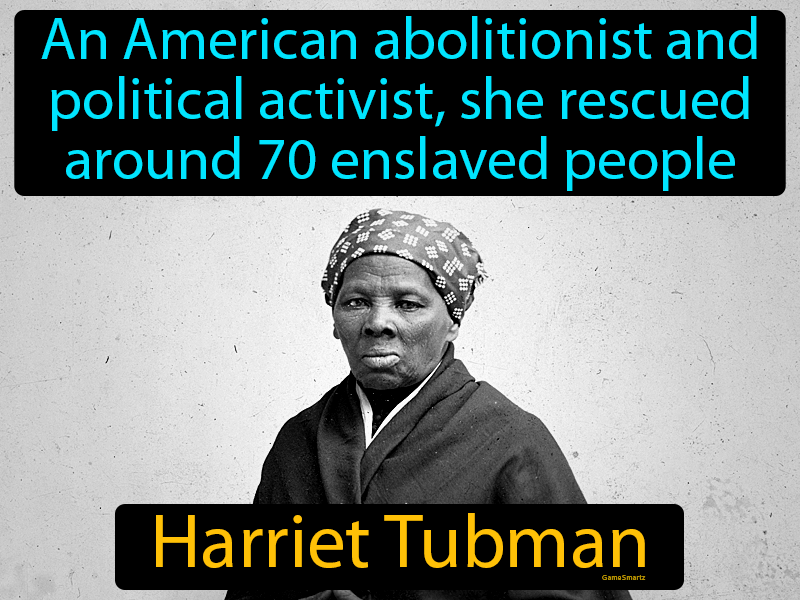 An American abolitionist and
political activist, she rescued
around 70 enslaved people
Harriet Tubman
GameSmartz